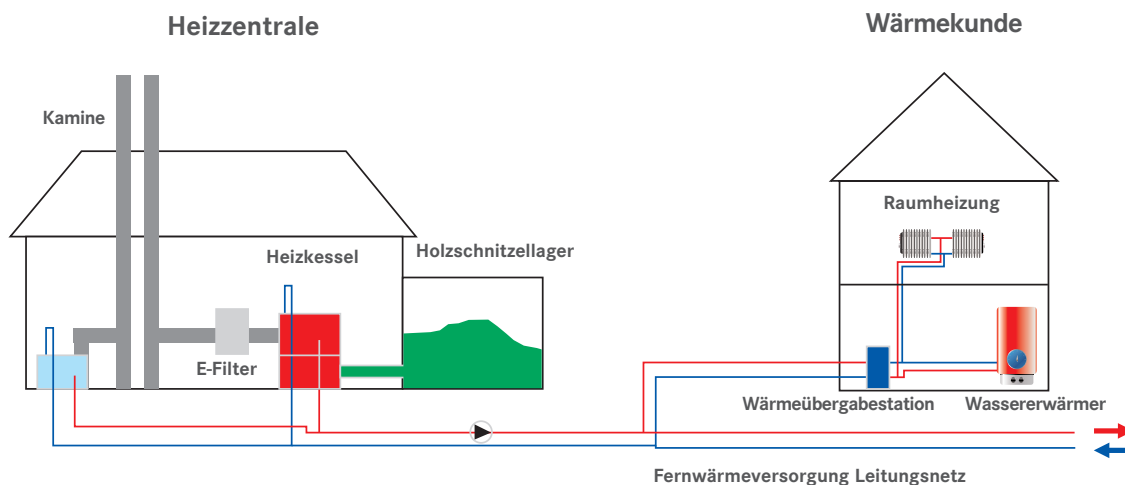 Heizzentrale
Wärmekunde
Kamine
Raumheizung
Heizkessel
Holzschnitzellager
E-Filter
Wärmeübergabestation
Wassererwärmer
Fernwärmeversorgung Leitungsnetz